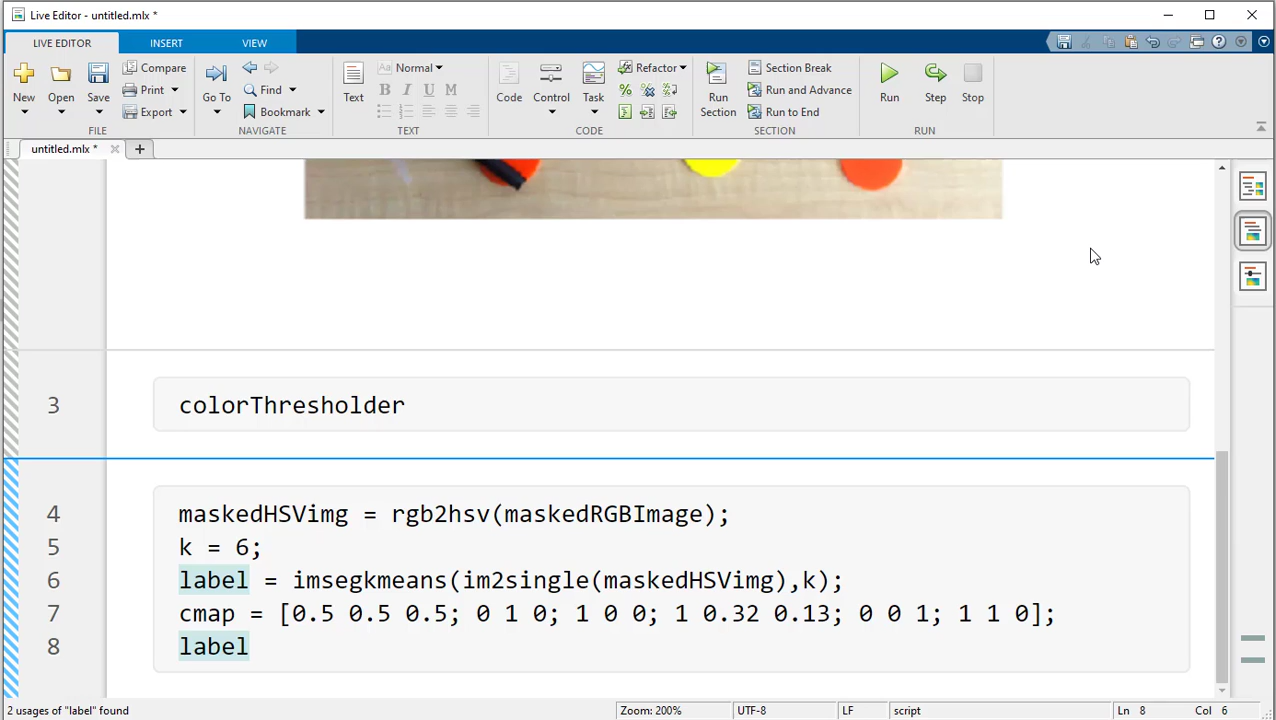 Live Editor - untitled.mlx *
LIVE EDITOR INSERT VIEW
New Open Save Compare Print Export FILE
Go To Find Bookmark NAVIGATE
Text Aa Normal B I U M TEXT
Code Control Task Refactor CODE
Run Section Section Break Run and Advance Run to End SECTION
Run Step Stop RUN
untitled.mlx *
3 colorThresholder
4 maskedHSVimg = rgb2hsv(maskedRGBImage);
5 k = 6;
6 label = imsegkmeans(im2single(maskedHSVimg),k);
7 cmap = [0.5 0.5 0.5; 0 1 0; 1 0 0; 1 0.32 0.13; 0 0 1; 1 1 0];
8 label
2 usages of "label" found Zoom: 200% UTF-8 LF script Ln 8 Col 6